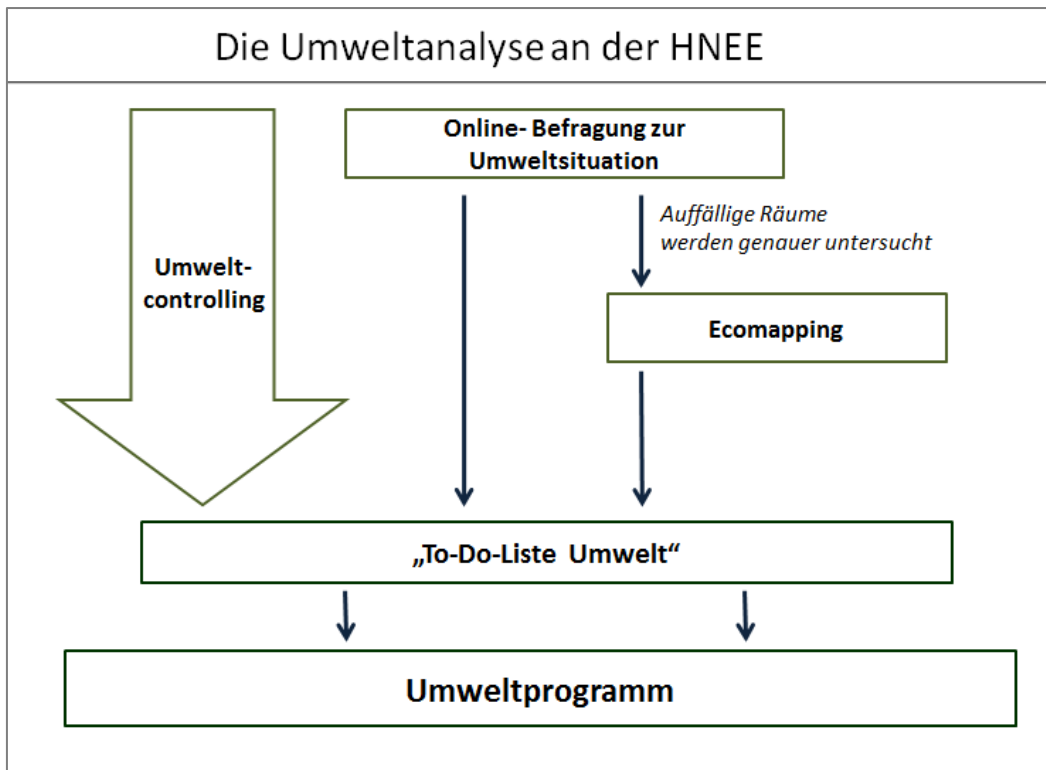 Die Umweltanalyse an der HNEE
Online- Befragung zur
Umweltsituation
Auffällige Räume
werden genauer untersucht
Umwelt-
controlling
Ecomapping
„To-Do-Liste Umwelt“
Umweltprogramm